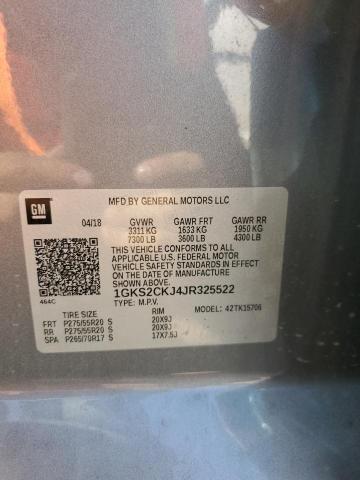 GM
MFD BY GENERAL MOTORS LLC
04/18 GVWR GAWR FRT GAWR RR
3311 KG 1633 KG 1950 KG
7300 LB 3600 LB 4300 LB
THIS VEHICLE CONFORMS TO ALL
APPLICABLE U.S. FEDERAL MOTOR
VEHICLE SAFETY STANDARDS IN EFFECT
ON THE DATE OF MANUFACTURE
SHOWN ABOVE.
464C
1GKS2CKJ4JR325522
TYPE: M.P.V. MODEL: 42TK15706
TIRE SIZE RIM
FRT P275/55R20 S 20X9J
RR P275/55R20 S 20X9J
SPA P265/70R17 S 17X7.5J